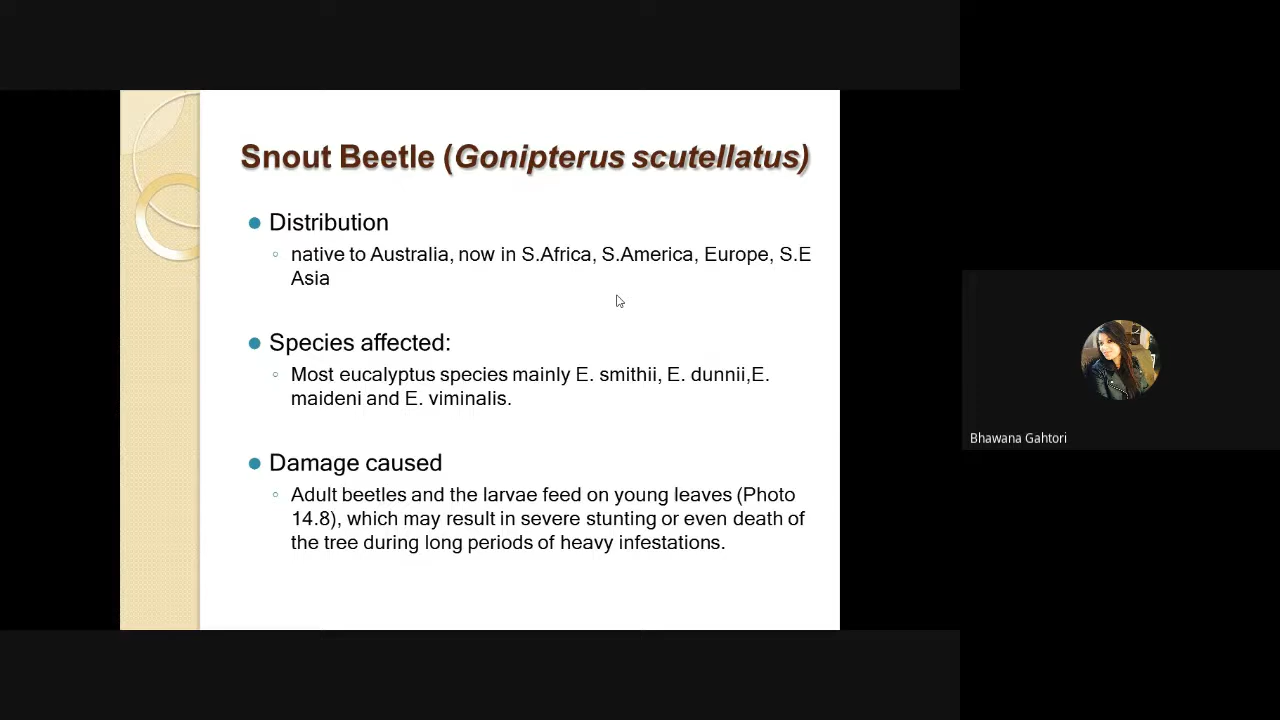 Snout Beetle (Gonipterus scutellatus)
Distribution
native to Australia, now in S.Africa, S.America, Europe, S.E
Asia
Species affected:
Most eucalyptus species mainly E. smithii, E. dunnii,E.
maideni and E. viminalis.
Damage caused
Adult beetles and the larvae feed on young leaves (Photo
14.8), which may result in severe stunting or even death of
the tree during long periods of heavy infestations.
Bhawana Gahtori